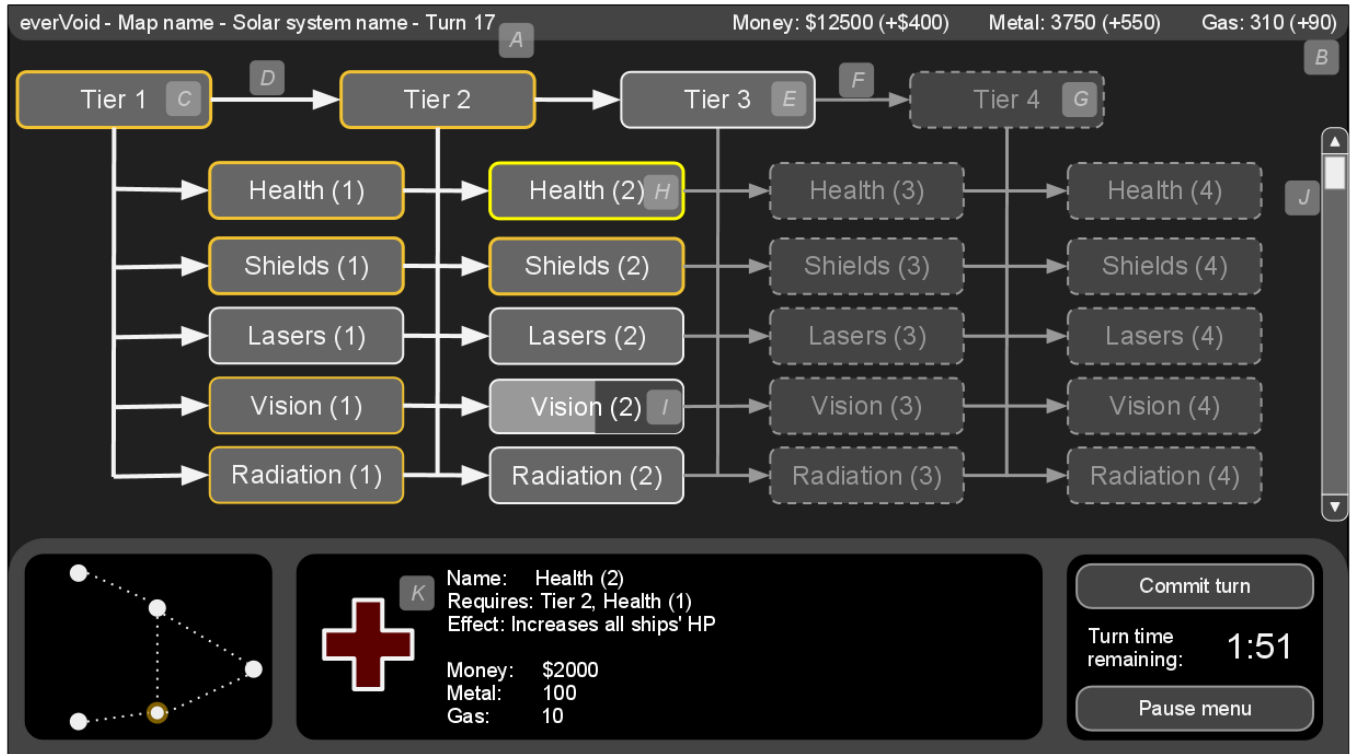 everVoid - Map name - Solar system name - Turn 17 Money: $12500 (+$400) Metal: 3750 (+550) Gas: 310 (+90)
A
B
D
F
Tier 1 C Tier 2 Tier 3 E Tier 4 G
Health (1) Health (2) H Health (3) Health (4) J
Shields (1) Shields (2) Shields (3) Shields (4)
Lasers (1) Lasers (2) Lasers (3) Lasers (4)
Vision (1) Vision (2) I Vision (3) Vision (4)
Radiation (1) Radiation (2) Radiation (3) Radiation (4)
K
Name: Health (2)
Requires: Tier 2, Health (1)
Effect: Increases all ships' HP
Money: $2000
Metal: 100
Gas: 10
Commit turn
Turn time
remaining: 1:51
Pause menu